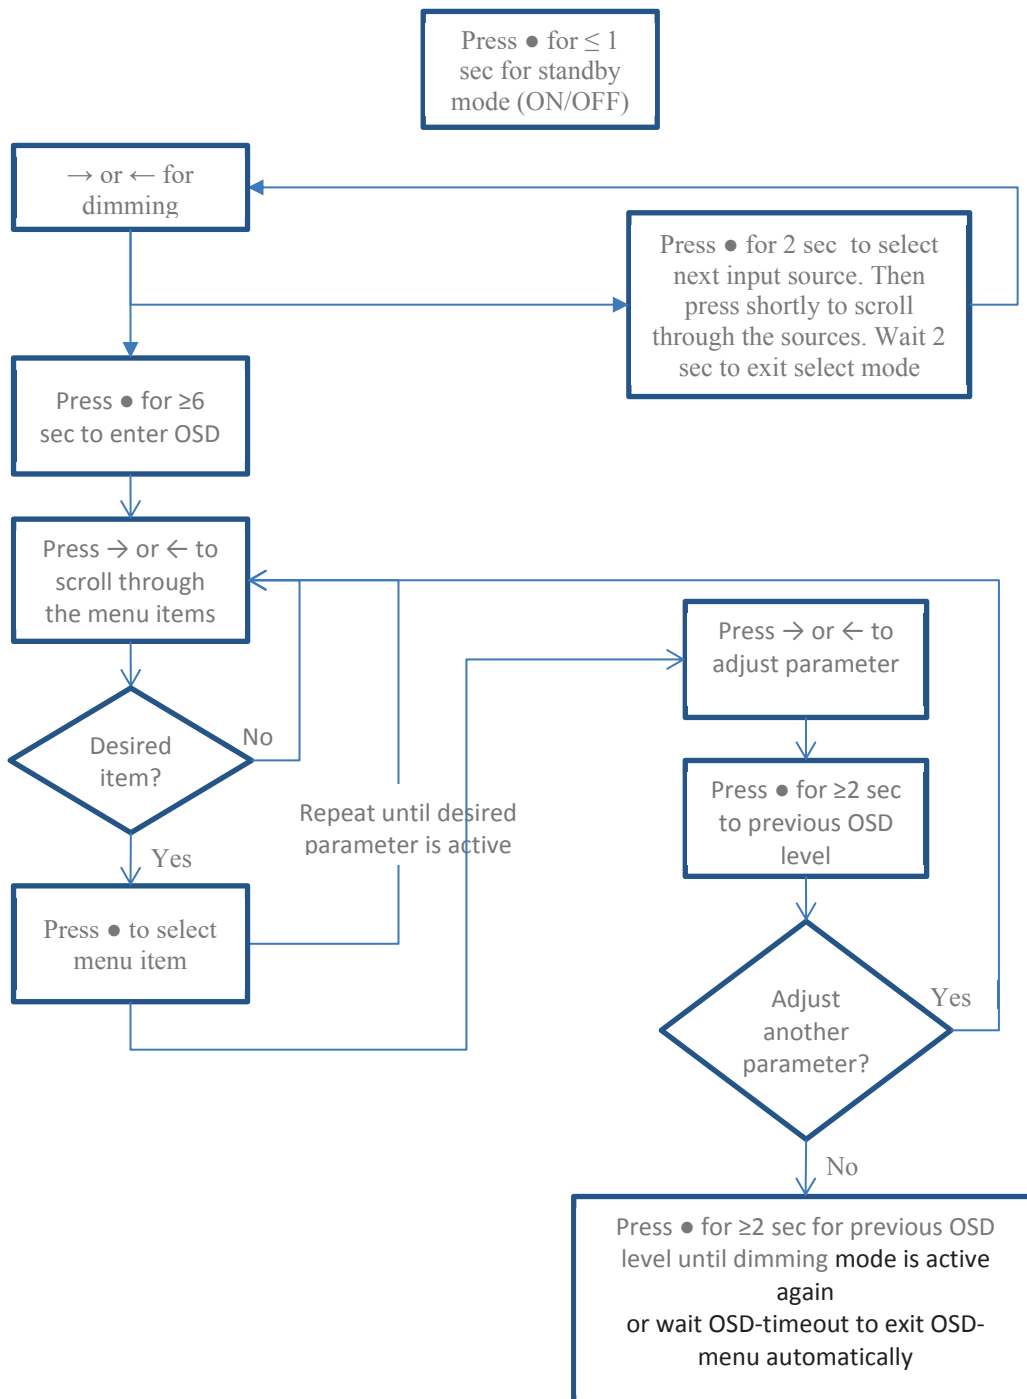 Press ● for ≤ 1
sec for standby
mode (ON/OFF)
→ or ← for
dimming
Press ● for 2 sec  to select
next input source. Then
press shortly to scroll
through the sources. Wait 2
sec to exit select mode
Press ● for ≥6
sec to enter OSD
Press → or ← to
scroll through
the menu items
Press → or ← to
adjust parameter
Desired
item?
No
Press ● for ≥2 sec
to previous OSD
level
Repeat until desired
parameter is active
Yes
Press ● to select
menu item
Adjust
another
parameter?
Yes
No
Press ● for ≥2 sec for previous OSD
level until dimming mode is active
again
or wait OSD-timeout to exit OSD-
menu automatically